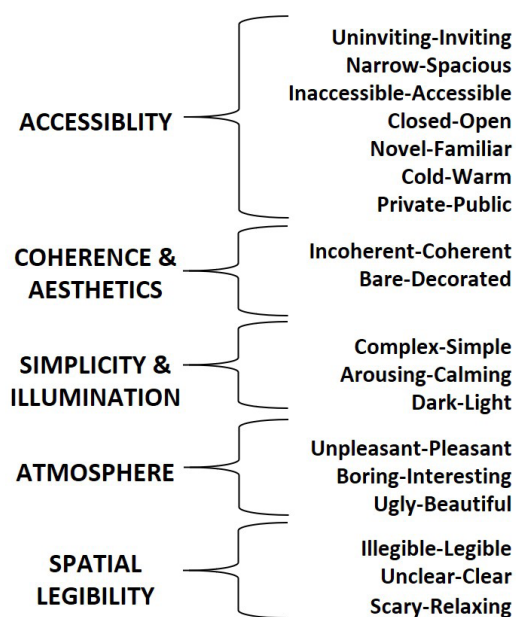 ACCESSIBLITY
Uninviting-Inviting
Narrow-Spacious
Inaccessible-Accessible
Closed-Open
Novel-Familiar
Cold-Warm
Private-Public
COHERENCE &
AESTHETICS
Incoherent-Coherent
Bare-Decorated
SIMPLICITY &
ILLUMINATION
Complex-Simple
Arousing-Calming
Dark-Light
ATMOSPHERE
Unpleasant-Pleasant
Boring-Interesting
Ugly-Beautiful
SPATIAL
LEGIBILITY
Illegible-Legible
Unclear-Clear
Scary-Relaxing